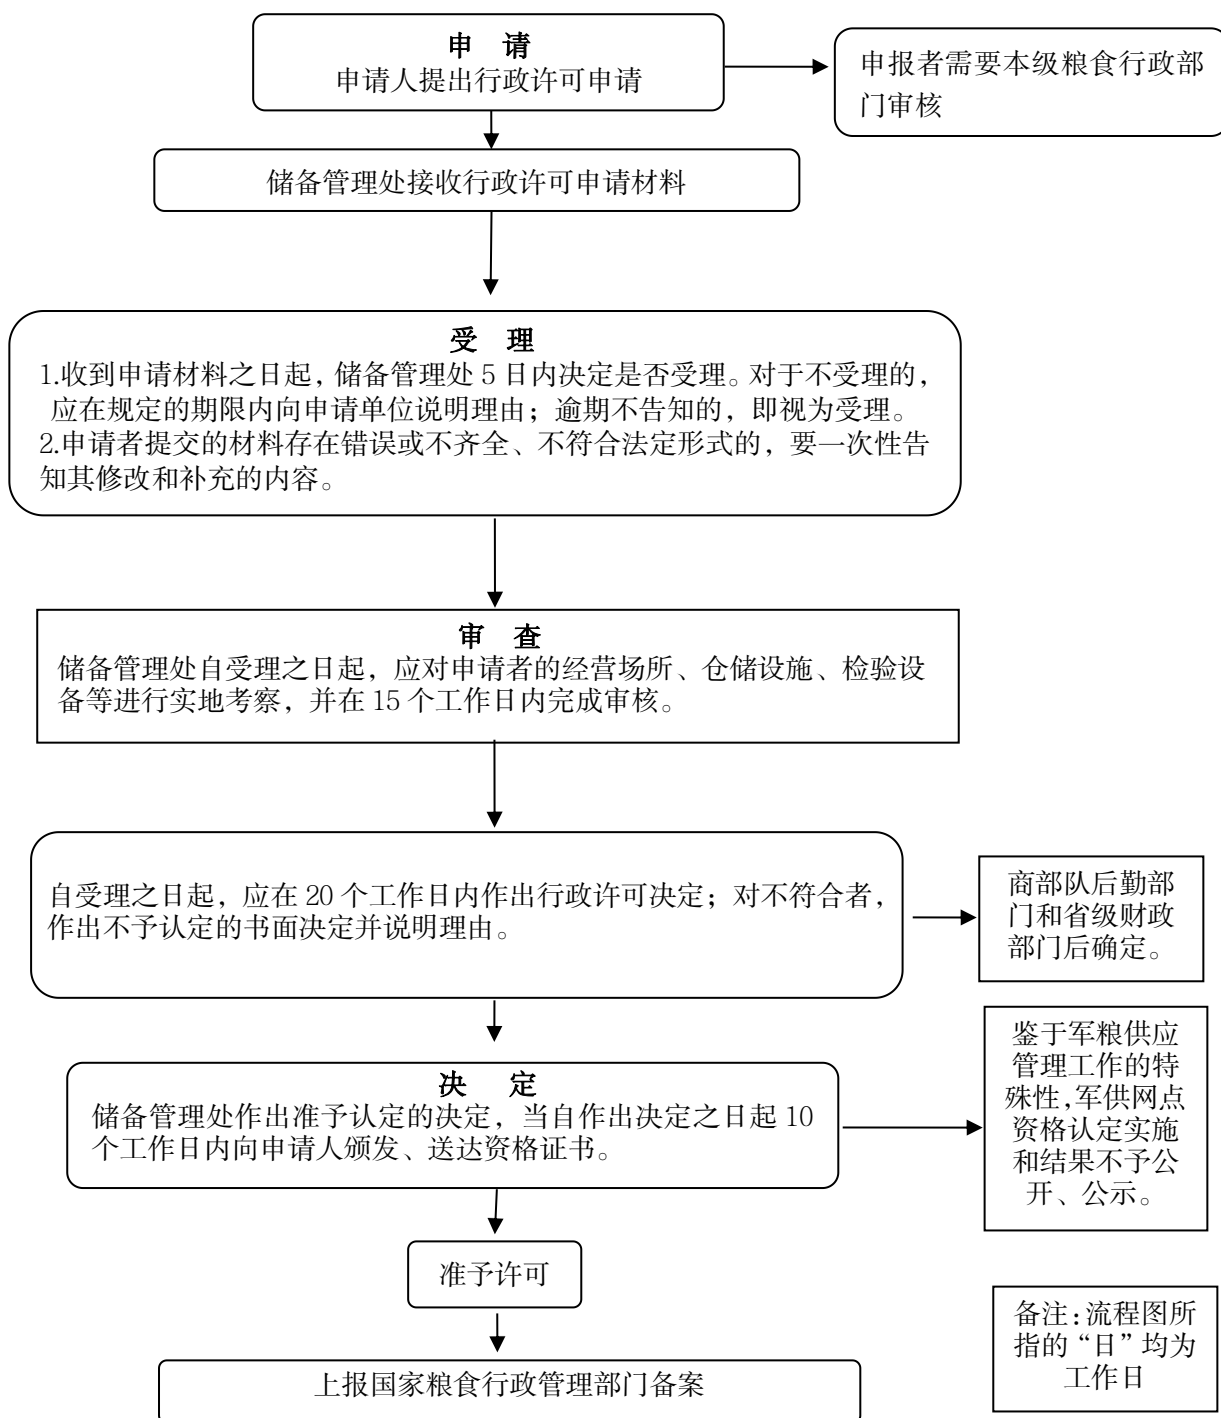 申 请
申请人提出行政许可申请
申报者需要本级粮食行政部
门审核
储备管理处接收行政许可申请材料
受 理
1.收到申请材料之日起，储备管理处 5 日内决定是否受理。对于不受理的，
应在规定的期限内向申请单位说明理由；逾期不告知的，即视为受理。
2.申请者提交的材料存在错误或不齐全、不符合法定形式的，要一次性告
知其修改和补充的内容。
审 查
储备管理处自受理之日起，应对申请者的经营场所、仓储设施、检验设
备等进行实地考察，并在 15 个工作日内完成审核。
自受理之日起，应在 20 个工作日内作出行政许可决定；对不符合者，
作出不予认定的书面决定并说明理由。
商部队后勤部
门和省级财政
部门后确定。
决 定
储备管理处作出准予认定的决定，当自作出决定之日起 10
个工作日内向申请人颁发、送达资格证书。
鉴于军粮供应
管理工作的特
殊性,军供网点
资格认定实施
和结果不予公
开、公示。
准予许可
上报国家粮食行政管理部门备案
备注:流程图所
指的“日”均为
工作日